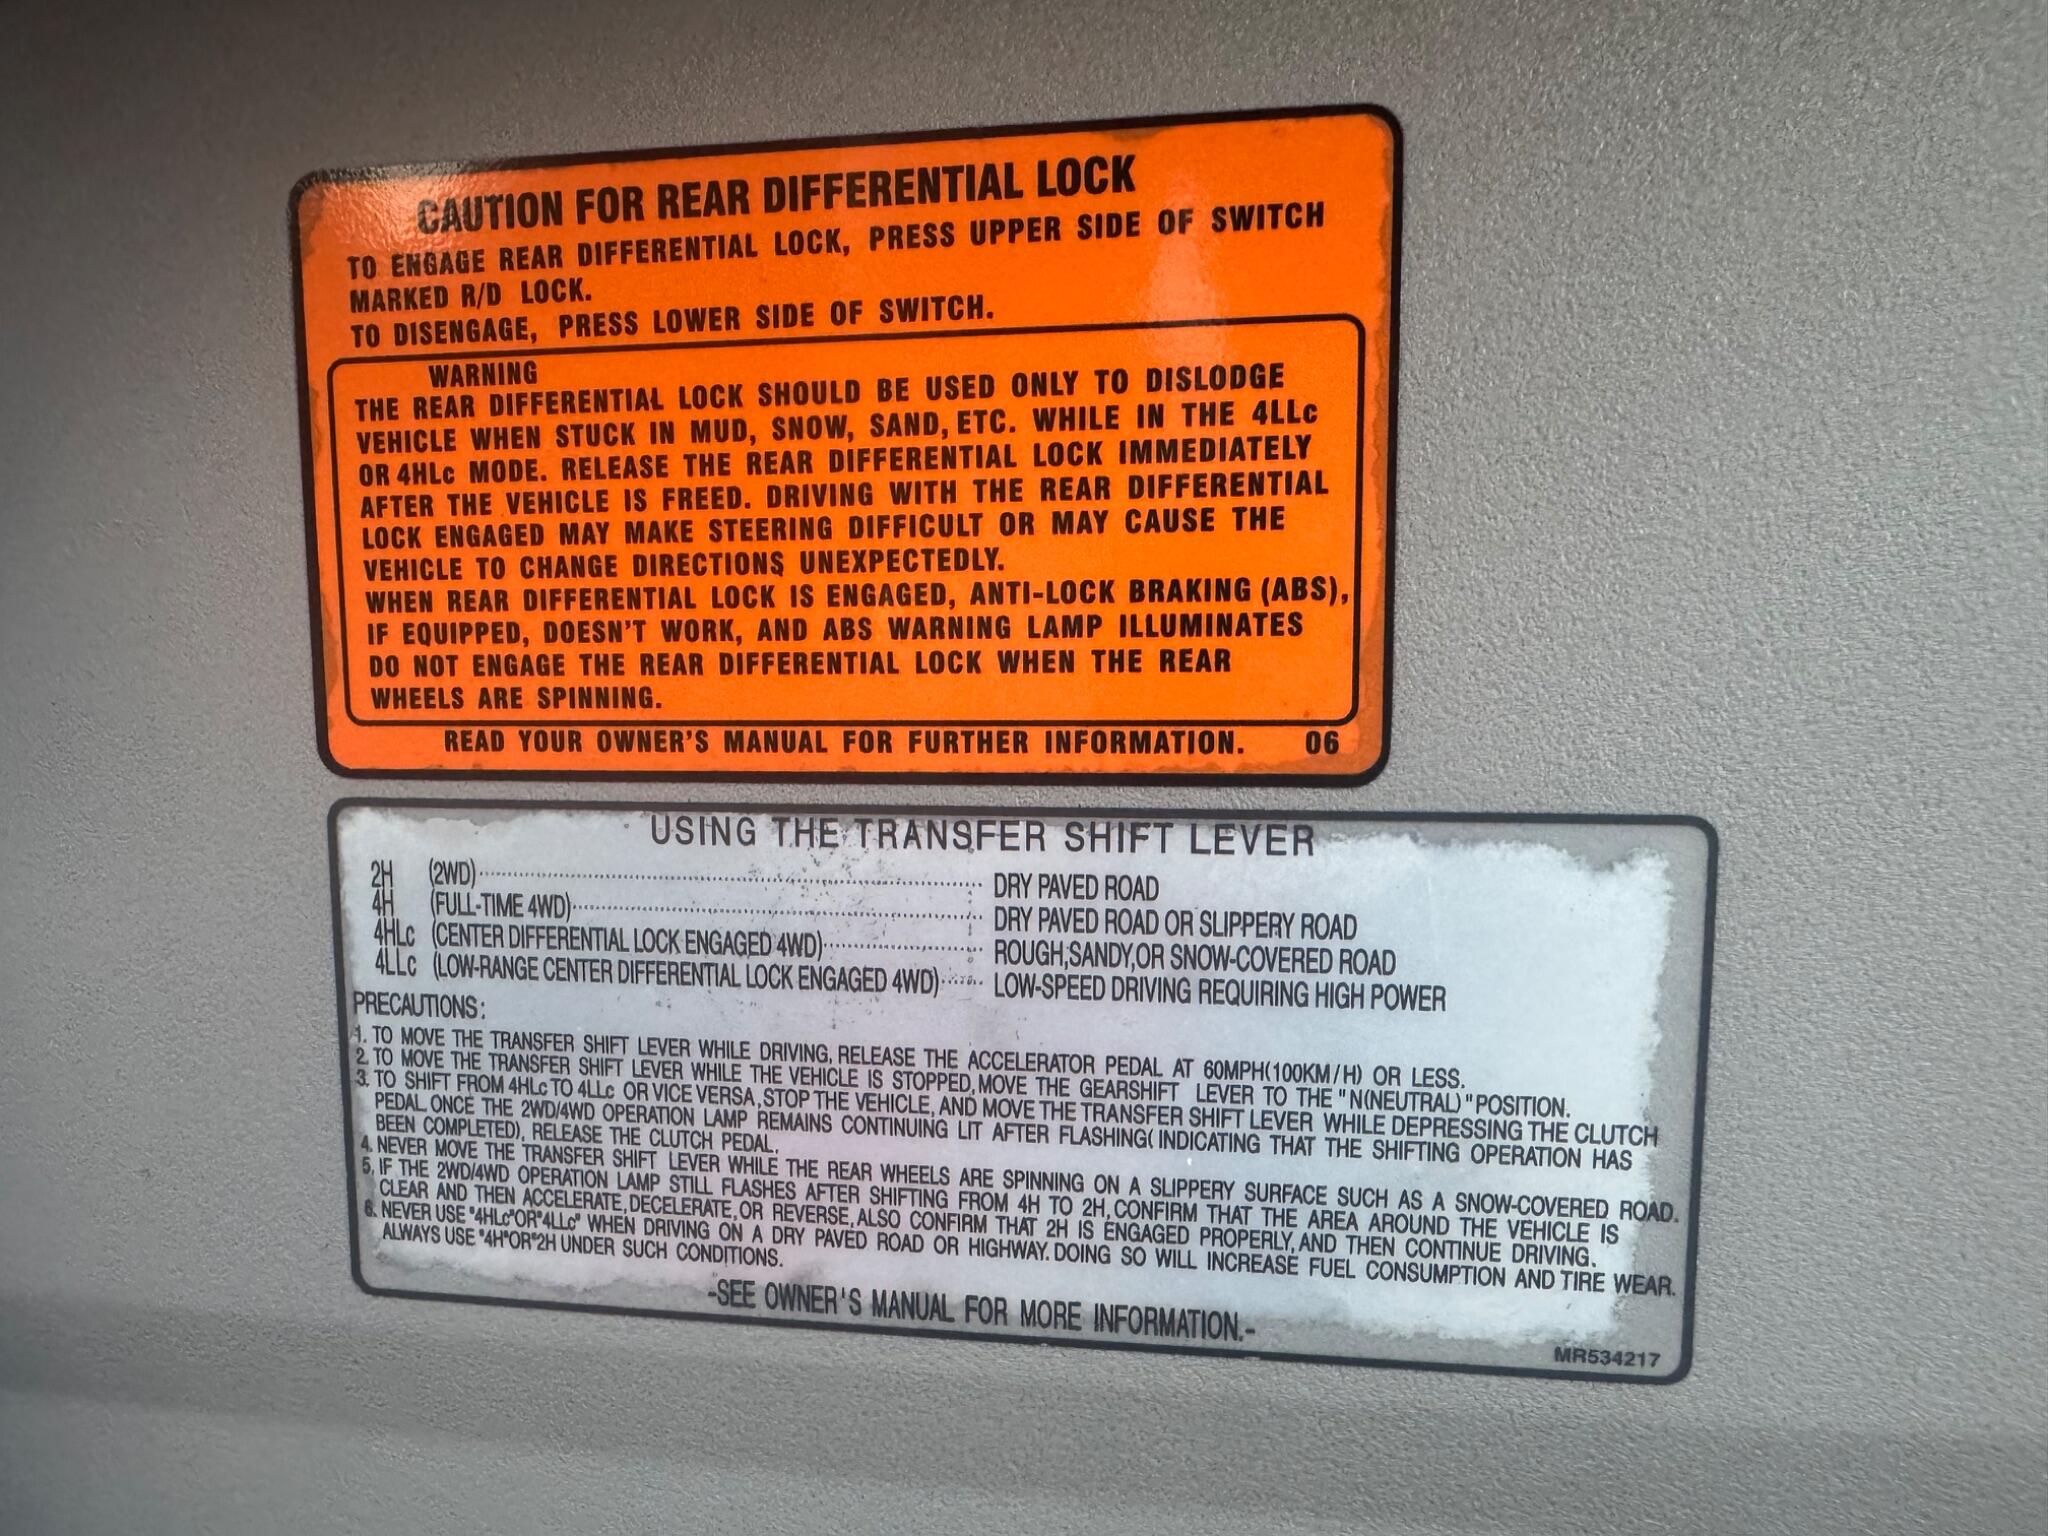 CAUTION FOR REAR DIFFERENTIAL LOCK
TO ENGAGE REAR DIFFERENTIAL LOCK, PRESS UPPER SIDE OF SWITCH
MARKED R/D LOCK.
TO DISENGAGE, PRESS LOWER SIDE OF SWITCH.
WARNING
THE REAR DIFFERENTIAL LOCK SHOULD BE USED ONLY TO DISLODGE
VEHICLE WHEN STUCK IN MUD, SNOW, SAND, ETC. WHILE IN THE 4LLc
OR 4HLc MODE. RELEASE THE REAR DIFFERENTIAL LOCK IMMEDIATELY
AFTER THE VEHICLE IS FREED. DRIVING WITH THE REAR DIFFERENTIAL
LOCK ENGAGED MAY MAKE STEERING DIFFICULT OR MAY CAUSE THE
VEHICLE TO CHANGE DIRECTIONS UNEXPECTEDLY.
WHEN REAR DIFFERENTIAL LOCK IS ENGAGED, ANTI-LOCK BRAKING (ABS),
IF EQUIPPED, DOESN'T WORK, AND ABS WARNING LAMP ILLUMINATES
DO NOT ENGAGE THE REAR DIFFERENTIAL LOCK WHEN THE REAR
WHEELS ARE SPINNING.
READ YOUR OWNER'S MANUAL FOR FURTHER INFORMATION. 06
USING THE TRANSFER SHIFT LEVER
2H (2WD)........................ DRY PAVED ROAD
4H (FULL-TIME 4WD)........................ DRY PAVED ROAD OR SLIPPERY ROAD
4HLc (CENTER DIFFERENTIAL LOCK ENGAGED 4WD)............ ROUGH,SANDY,OR SNOW-COVERED ROAD
4LLc (LOW-RANGE CENTER DIFFERENTIAL LOCK ENGAGED 4WD)...... LOW-SPEED DRIVING REQUIRING HIGH POWER
PRECAUTIONS:
1. TO MOVE THE TRANSFER SHIFT LEVER WHILE DRIVING, RELEASE THE ACCELERATOR PEDAL AT 60MPH(100KM/H) OR LESS.
2. TO MOVE THE TRANSFER SHIFT LEVER WHILE THE VEHICLE IS STOPPED, MOVE THE GEARSHIFT LEVER TO THE "N(NEUTRAL)" POSITION.
3. TO SHIFT FROM 4HLc TO 4LLc OR VICE VERSA, STOP THE VEHICLE, AND MOVE THE TRANSFER SHIFT LEVER WHILE DEPRESSING THE CLUTCH
PEDAL. ONCE THE 2WD/4WD OPERATION LAMP REMAINS CONTINUING LIT AFTER FLASHING( INDICATING THAT THE SHIFTING OPERATION HAS
BEEN COMPLETED), RELEASE THE CLUTCH PEDAL.
4. NEVER MOVE THE TRANSFER SHIFT LEVER WHILE THE REAR WHEELS ARE SPINNING ON A SLIPPERY SURFACE SUCH AS A SNOW-COVERED ROAD.
5. IF THE 2WD/4WD OPERATION LAMP STILL FLASHES AFTER SHIFTING FROM 4H TO 2H, CONFIRM THAT THE AREA AROUND THE VEHICLE IS
CLEAR AND THEN ACCELERATE, DECELERATE, OR REVERSE, ALSO CONFIRM THAT 2H IS ENGAGED PROPERLY, AND THEN CONTINUE DRIVING.
6. NEVER USE "4HLc"OR"4LLc" WHEN DRIVING ON A DRY PAVED ROAD OR HIGHWAY. DOING SO WILL INCREASE FUEL CONSUMPTION AND TIRE WEAR.
ALWAYS USE "4H"OR"2H UNDER SUCH CONDITIONS.
-SEE OWNER'S MANUAL FOR MORE INFORMATION.-
MR534217